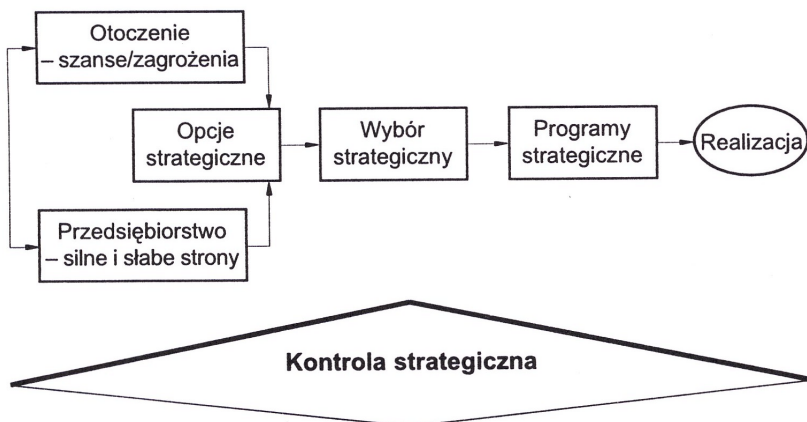 Otoczenie
– szanse/zagrożenia
Opcje
strategiczne
Wybór
strategiczny
Programy
strategiczne
Realizacja
Przedsiębiorstwo
– silne i słabe strony
Kontrola strategiczna